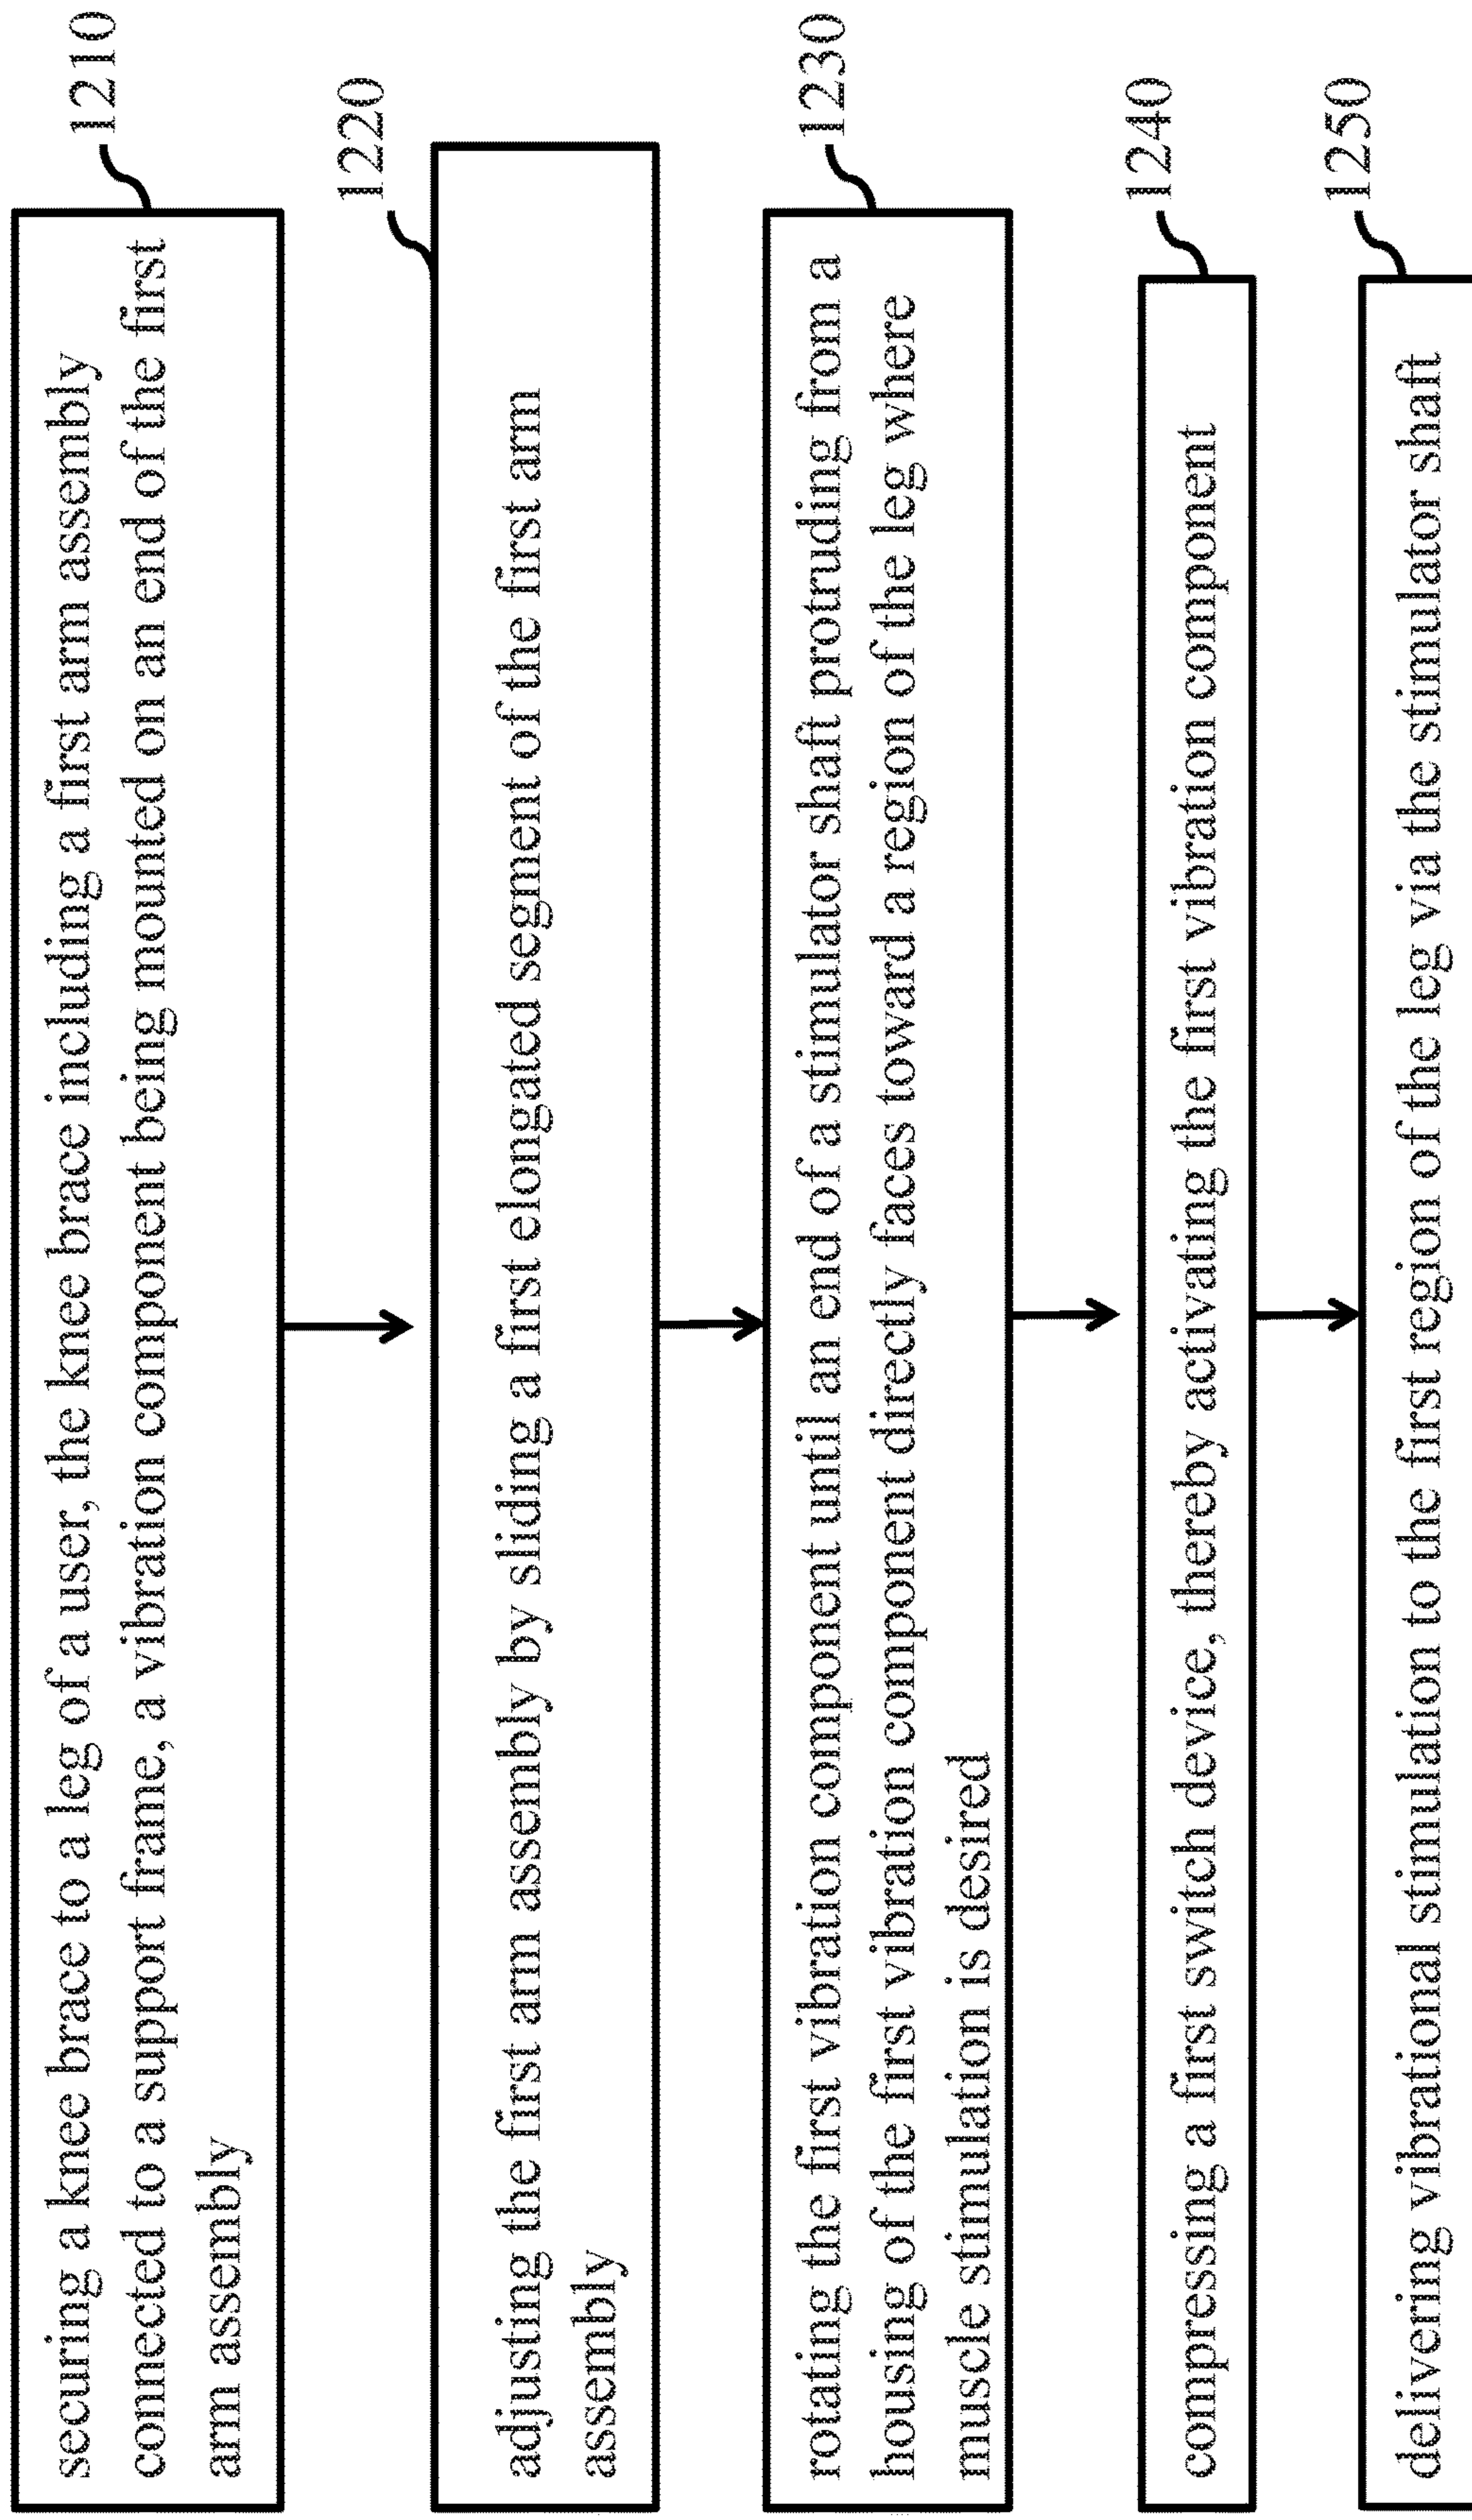 1210
securing a knee brace to a leg of a user, the knee brace including a first arm assembly
connected to a support frame, a vibration component being mounted on an end of the first
arm assembly
1220
adjusting the first arm assembly by sliding a first elongated segment of the first arm
assembly
1230
rotating the first vibration component until an end of a stimulator shaft protruding from a
housing of the first vibration component directly faces toward a region of the leg where
muscle stimulation is desired
1240
compressing a first switch device, thereby activating the first vibration component
1250
delivering vibrational stimulation to the first region of the leg via the stimulator shaft